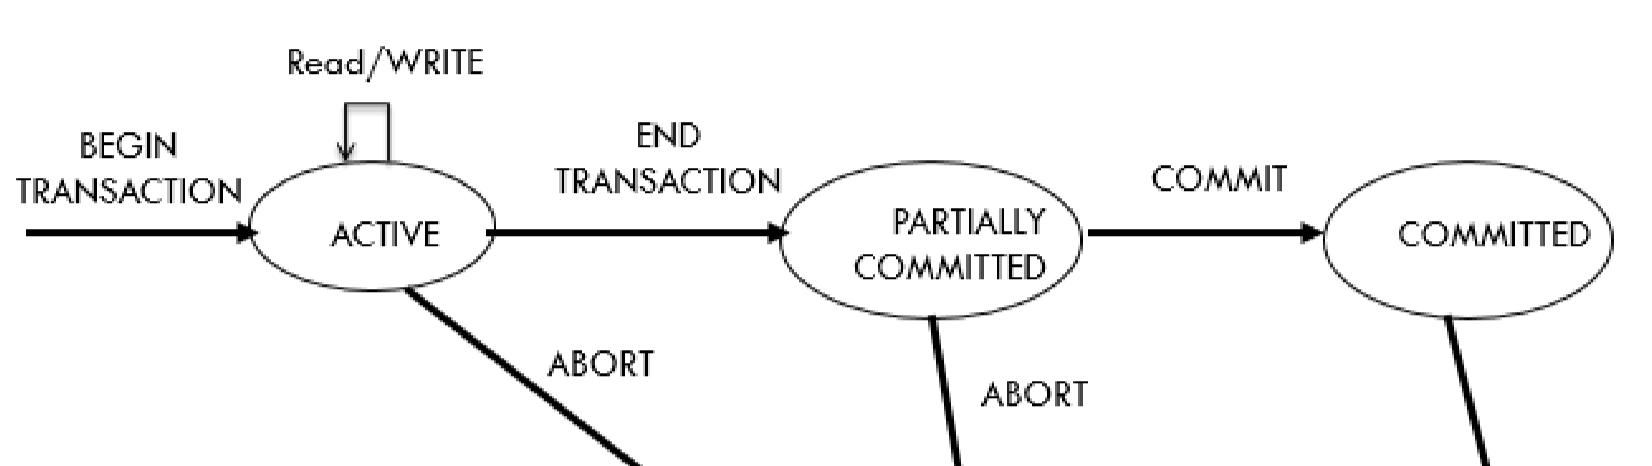 Read/WRITE
BEGIN
TRANSACTION
END
TRANSACTION
COMMIT
ACTIVE
PARTIALLY
COMMITTED
COMMITTED
ABORT
ABORT